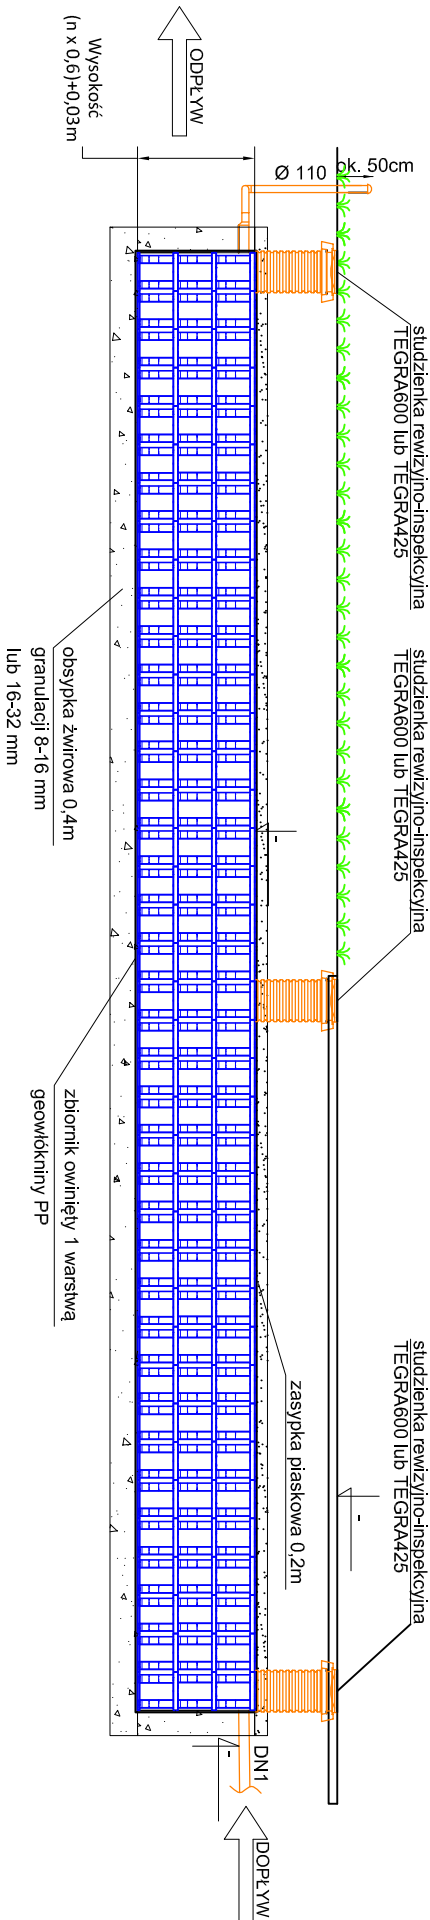 ODPŁYW
Wysokość
(n x 0,6)+0,03m
Ø 110
ok. 50cm
studzienka rewizyjno-inspekcyjna
TEGRA600 lub TEGRA425
studzienka rewizyjno-inspekcyjna
TEGRA600 lub TEGRA425
studzienka rewizyjno-inspekcyjna
TEGRA600 lub TEGRA425
obsypka żwirowa 0,4m
granulacji 8-16 mm
lub 16-32 mm
zbiornik owinięty 1 warstwą
geowłókniny PP
zasypka piaskowa 0,2m
-
-
-
DN1
DOPŁYW